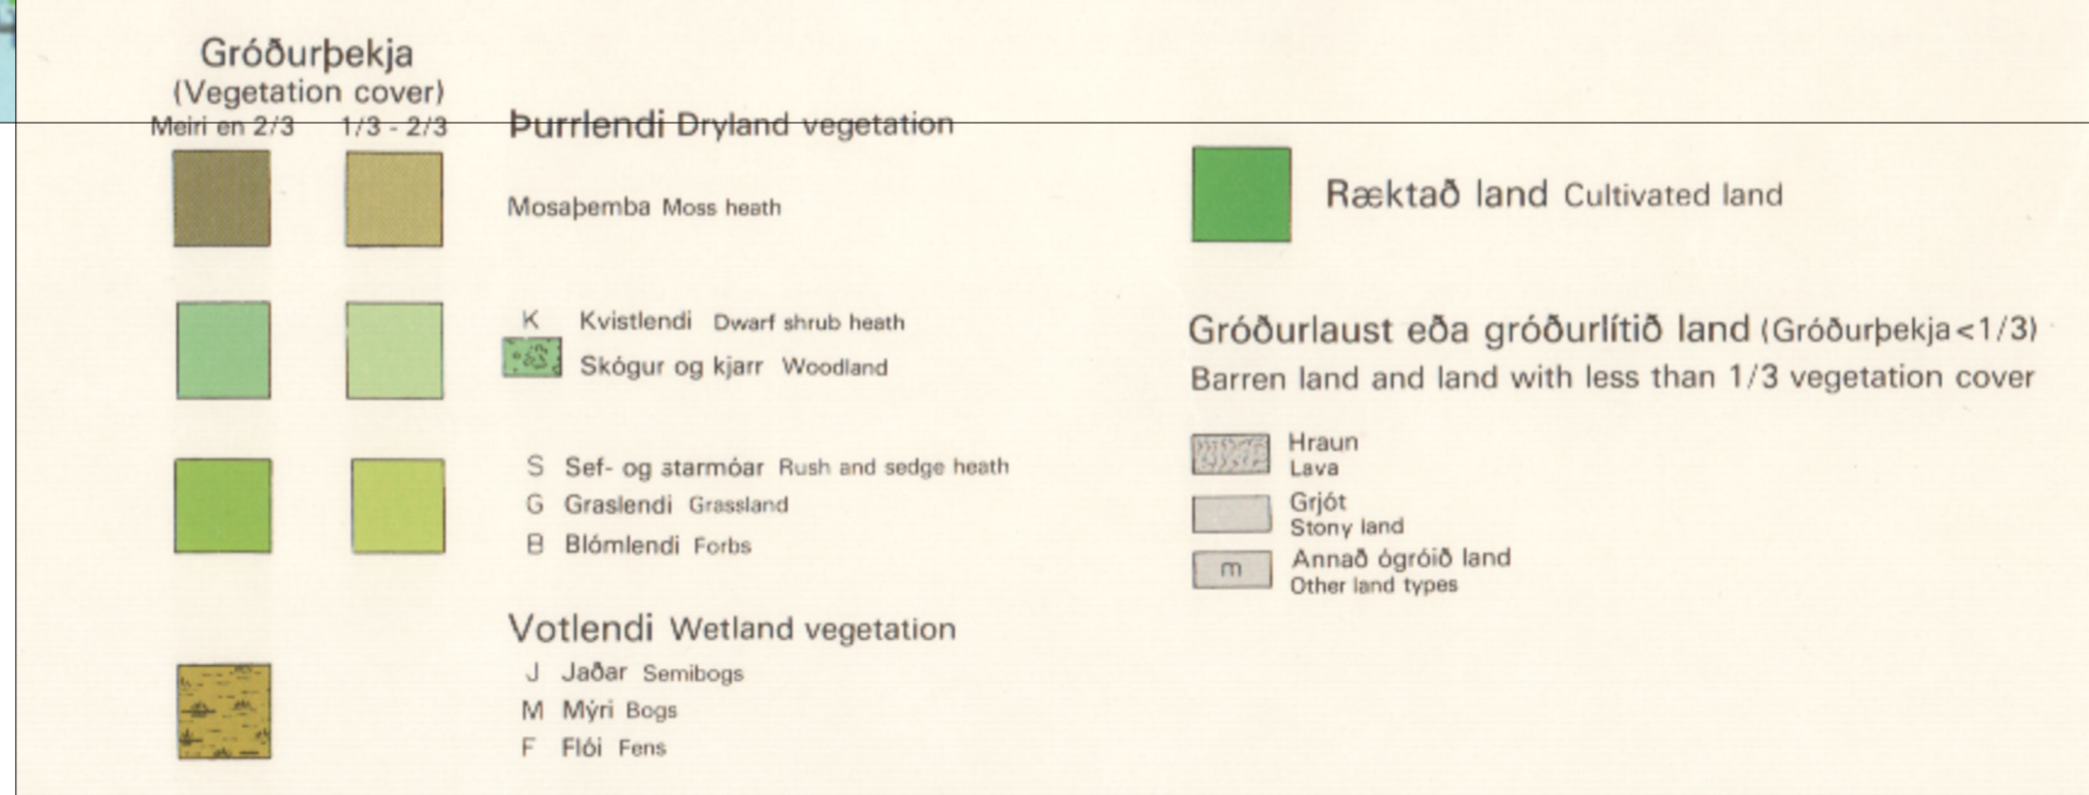 Gróðurþekja
(Vegetation cover)
Meiri en 2/3 1/3 - 2/3
Þurrlendi Dryland vegetation
Mosaþemba Moss heath
K Kvistlendi Dwarf shrub heath
Skógur og kjarr Woodland
S Sef- og starmóar Rush and sedge heath
G Graslendi Grassland
B Blómlendi Forbs
Votlendi Wetland vegetation
J Jaðar Semibogs
M Mýri Bogs
F Flói Fens
Ræktað land Cultivated land
Gróðurlaust eða gróðurlítið land (Gróðurþekja<1/3)
Barren land and land with less than 1/3 vegetation cover
Hraun
Lava
Grjót
Stony land
m Annað ógróið land
Other land types